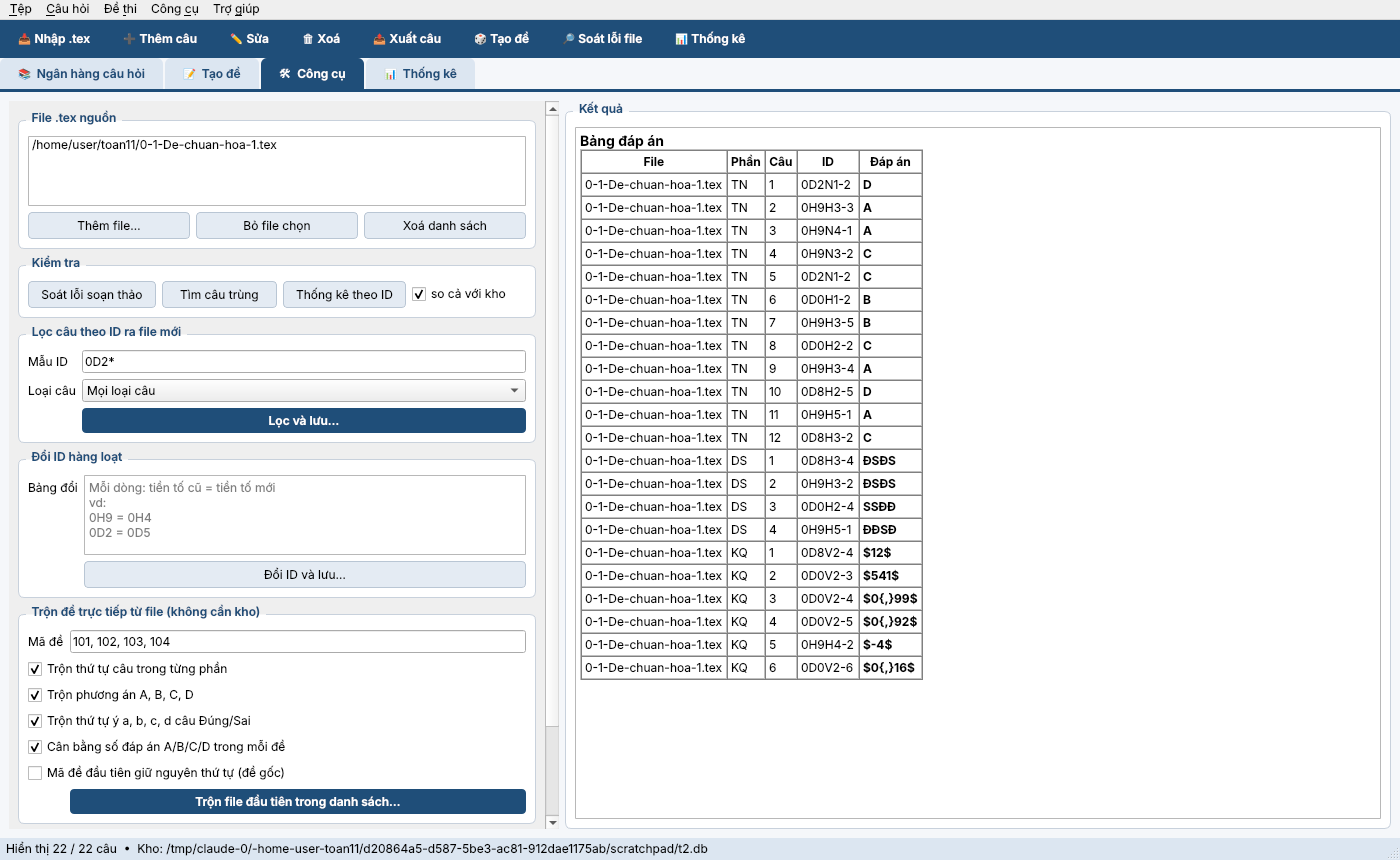 Tệp Câu hỏi Đề thi Công cụ Trợ giúp
Nhập .tex Thêm câu Sửa Xoá Xuất câu Tạo đề Soát lỗi file Thống kê
Ngân hàng câu hỏi Tạo đề Công cụ Thống kê
File .tex nguồn
/home/user/toan11/0-1-De-chuan-hoa-1.tex
Thêm file... Bỏ file chọn Xoá danh sách
Kiểm tra
Soát lỗi soạn thảo Tìm câu trùng Thống kê theo ID so cả với kho
Lọc câu theo ID ra file mới
Mẫu ID 0D2*
Loại câu Mọi loại câu
Lọc và lưu...
Đổi ID hàng loạt
Bảng đổi Mỗi dòng: tiền tố cũ = tiền tố mới
vd:
0H9 = 0H4
0D2 = 0D5
Đổi ID và lưu...
Trộn đề trực tiếp từ file (không cần kho)
Mã đề 101, 102, 103, 104
Trộn thứ tự câu trong từng phần
Trộn phương án A, B, C, D
Trộn thứ tự ý a, b, c, d câu Đúng/Sai
Cân bằng số đáp án A/B/C/D trong mỗi đề
Mã đề đầu tiên giữ nguyên thứ tự (đề gốc)
Trộn file đầu tiên trong danh sách...
Kết quả
Bảng đáp án
File Phần Câu ID Đáp án
0-1-De-chuan-hoa-1.tex TN 1 0D2N1-2 D
0-1-De-chuan-hoa-1.tex TN 2 0H9H3-3 A
0-1-De-chuan-hoa-1.tex TN 3 0H9N4-1 A
0-1-De-chuan-hoa-1.tex TN 4 0H9N3-2 C
0-1-De-chuan-hoa-1.tex TN 5 0D2N1-2 C
0-1-De-chuan-hoa-1.tex TN 6 0D0H1-2 B
0-1-De-chuan-hoa-1.tex TN 7 0H9H3-5 B
0-1-De-chuan-hoa-1.tex TN 8 0D0H2-2 C
0-1-De-chuan-hoa-1.tex TN 9 0H9H3-4 A
0-1-De-chuan-hoa-1.tex TN 10 0D8H2-5 D
0-1-De-chuan-hoa-1.tex TN 11 0H9H5-1 A
0-1-De-chuan-hoa-1.tex TN 12 0D8H3-2 C
0-1-De-chuan-hoa-1.tex DS 1 0D8H3-4 ĐSĐS
0-1-De-chuan-hoa-1.tex DS 2 0H9H3-2 ĐSĐS
0-1-De-chuan-hoa-1.tex DS 3 0D0H2-4 SSĐĐ
0-1-De-chuan-hoa-1.tex DS 4 0H9H5-1 ĐĐSĐ
0-1-De-chuan-hoa-1.tex KQ 1 0D8V2-4 $12$
0-1-De-chuan-hoa-1.tex KQ 2 0D0V2-3 $541$
0-1-De-chuan-hoa-1.tex KQ 3 0D0V2-4 $0{,}99$
0-1-De-chuan-hoa-1.tex KQ 4 0D0V2-5 $0{,}92$
0-1-De-chuan-hoa-1.tex KQ 5 0H9H4-2 $-4$
0-1-De-chuan-hoa-1.tex KQ 6 0D0V2-6 $0{,}16$
Hiển thị 22 / 22 câu • Kho: /tmp/claude-0/-home-user-toan11/d20864a5-d587-5be3-ac81-912dae1175ab/scratchpad/t2.db